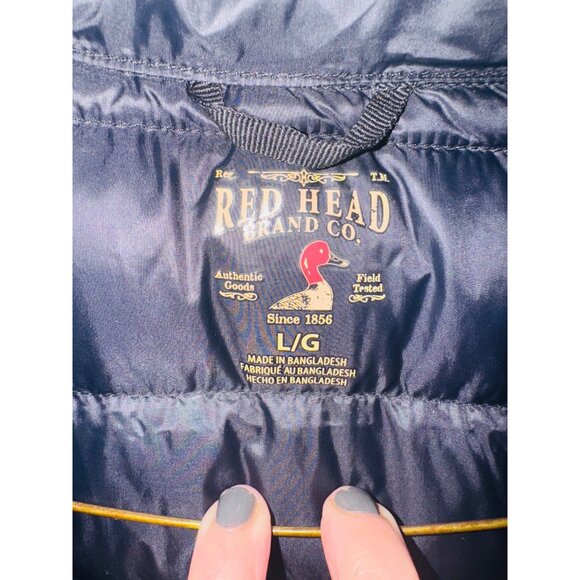 Reg. T.M.
RED HEAD
BRAND CO.
Authentic Goods
Field Tested
Since 1856
L/G
MADE IN BANGLADESH
FABRIQUÉ AU BANGLADESH
HECHO EN BANGLADESH